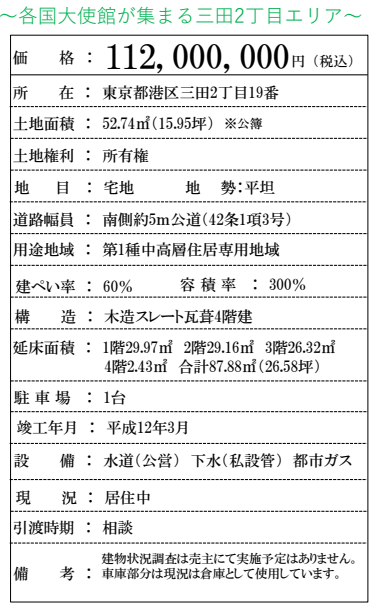 ～各国大使館が集まる三田2丁目エリア～
価　格：112,000,000円（税込）
所　在：東京都港区三田2丁目19番
土地面積：52.74㎡（15.95坪）※公簿
土地権利：所有権
地　目：宅地　地　勢：平坦
道路幅員：南側約5m公道（42条1項3号）
用途地域：第1種中高層住居専用地域
建ぺい率：60%　容積率：300%
構　造：木造スレート瓦葺4階建
延床面積：1階29.97㎡ 2階29.16㎡ 3階26.32㎡
4階2.43㎡ 合計87.88㎡（26.58坪）
駐車場：1台
竣工年月：平成12年3月
設　備：水道（公営） 下水（私設管） 都市ガス
現　況：居住中
引渡時期：相談
備　考：建物状況調査は売主にて実施予定はありません。
車庫部分は現況は倉庫として使用しています。